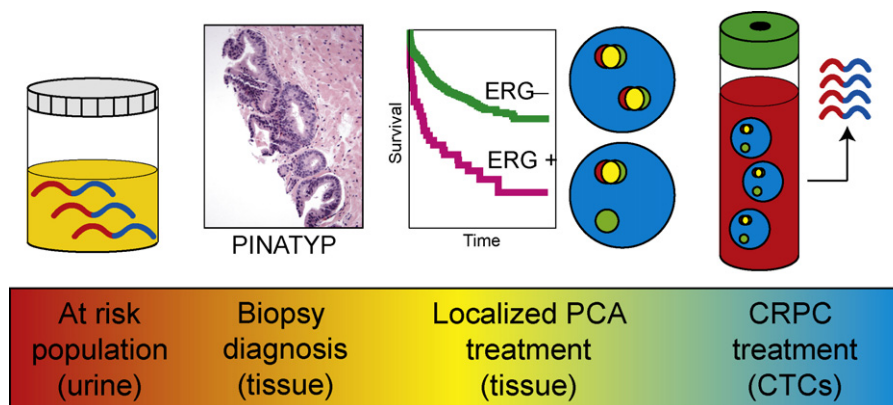 PINATYP
Survival
ERG–
ERG +
Time
At risk
population
(urine)
Biopsy
diagnosis
(tissue)
Localized PCA
treatment
(tissue)
CRPC
treatment
(CTCs)